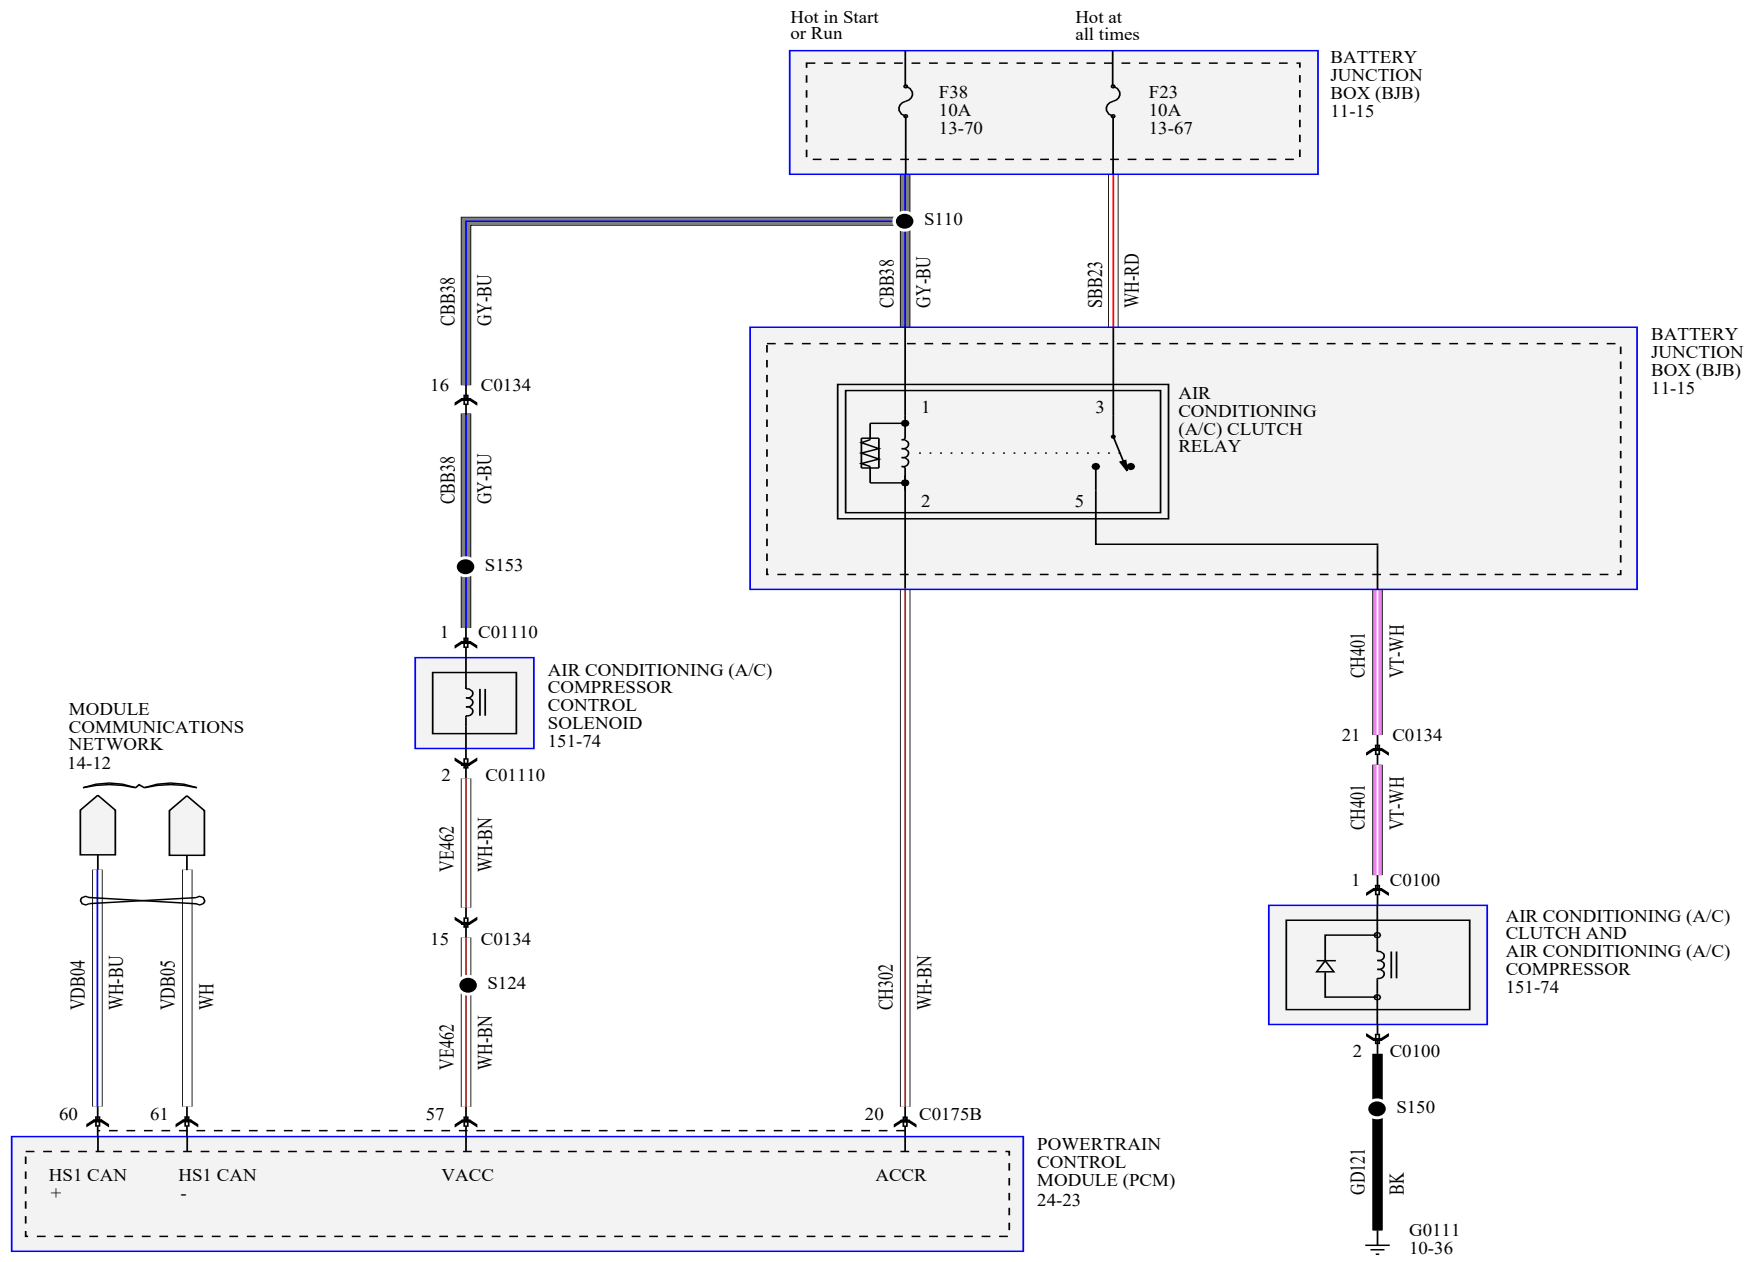 Hot in Start
or Run
Hot at
all times
BATTERY
JUNCTION
BOX (BJB)
11-15
F38
10A
13-70
F23
10A
13-67
S110
CBB38
GY-BU
CBB38
GY-BU
SBB23
WH-RD
BATTERY
JUNCTION
BOX (BJB)
11-15
16
C0134
1
3
AIR
CONDITIONING
(A/C) CLUTCH
RELAY
CBB38
GY-BU
2
5
S153
1
C01110
AIR CONDITIONING (A/C)
COMPRESSOR
CONTROL
SOLENOID
151-74
CH401
VT-WH
MODULE
COMMUNICATIONS
NETWORK
14-12
21
C0134
2
C01110
CH401
VT-WH
VE462
WH-BN
1
C0100
AIR CONDITIONING (A/C)
CLUTCH AND
AIR CONDITIONING (A/C)
COMPRESSOR
151-74
15
C0134
VDB04
WH-BU
VDB05
WH
S124
CH302
WH-BN
VE462
WH-BN
2
C0100
60
61
57
20
C0175B
S150
POWERTRAIN
CONTROL
MODULE (PCM)
24-23
HS1 CAN
+
HS1 CAN
-
VACC
ACCR
GD121
BK
G0111
10-36